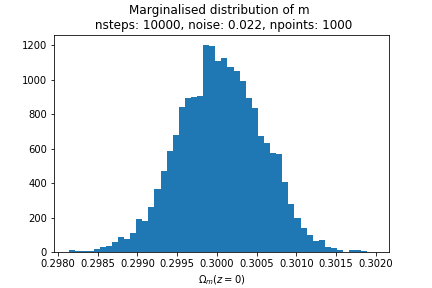 Marginalised distribution of m
nsteps: 10000, noise: 0.022, npoints: 1000
1200
1000
800
600
400
200
0
0.2980 0.2985 0.2990 0.2995 0.3000 0.3005 0.3010 0.3015 0.3020
Ωm(z = 0)